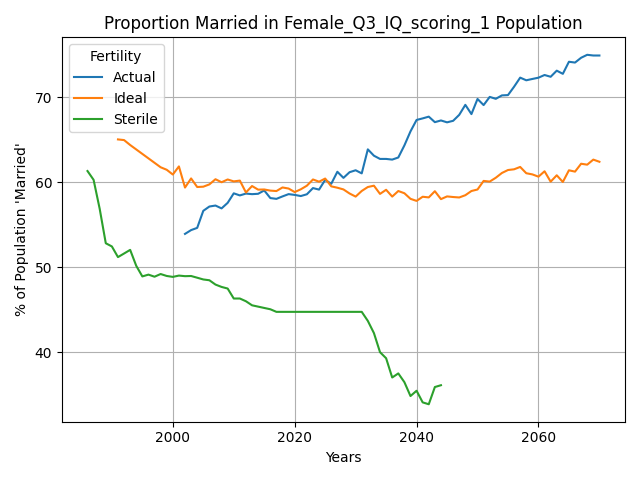 Proportion Married in Female_Q3_IQ_scoring_1 Population
Fertility
Actual
Ideal
Sterile
% of Population 'Married'
70
60
50
40
2000
2020
2040
2060
Years